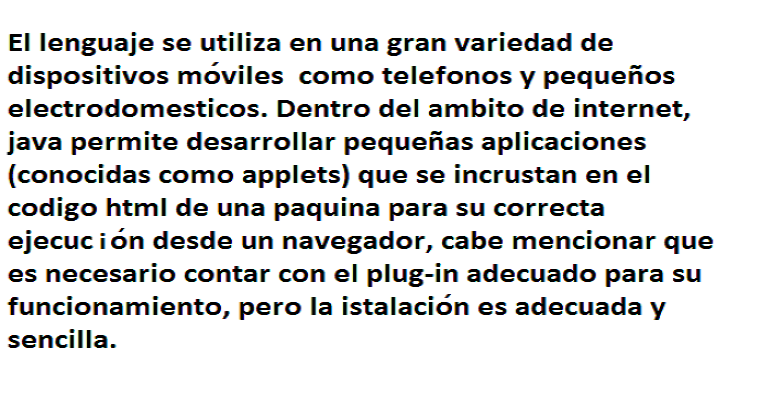 El lenguaje se utiliza en una gran variedad de
dispositivos móviles  como telefonos y pequeños
electrodomesticos. Dentro del ambito de internet,
java permite desarrollar pequeñas aplicaciones
(conocidas como applets) que se incrustan en el
codigo html de una paquina para su correcta
ejecución desde un navegador, cabe mencionar que
es necesario contar con el plug-in adecuado para su
funcionamiento, pero la istalación es adecuada y
sencilla.